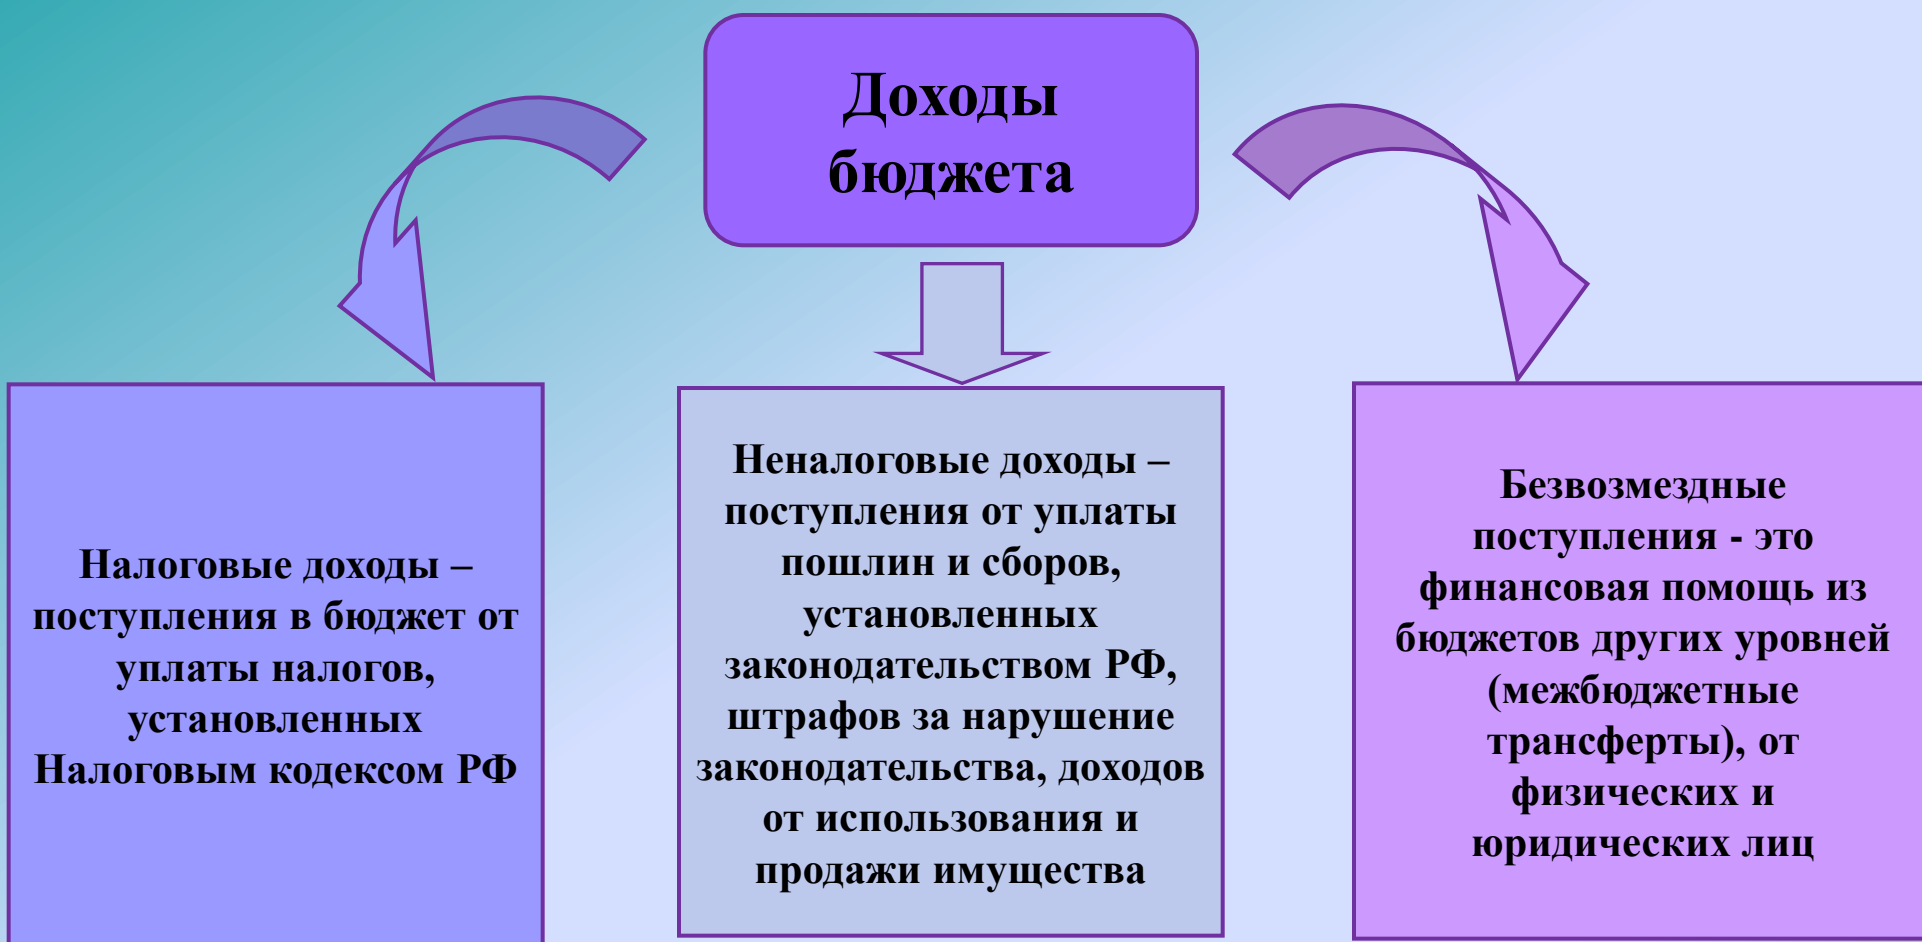 Доходы
бюджета
Налоговые доходы –
поступления в бюджет от
уплаты налогов,
установленных
Налоговым кодексом РФ
Неналоговые доходы –
поступления от уплаты
пошлин и сборов,
установленных
законодательством РФ,
штрафов за нарушение
законодательства, доходов
от использования и
продажи имущества
Безвозмездные
поступления - это
финансовая помощь из
бюджетов других уровней
(межбюджетные
трансферты), от
физических и
юридических лиц